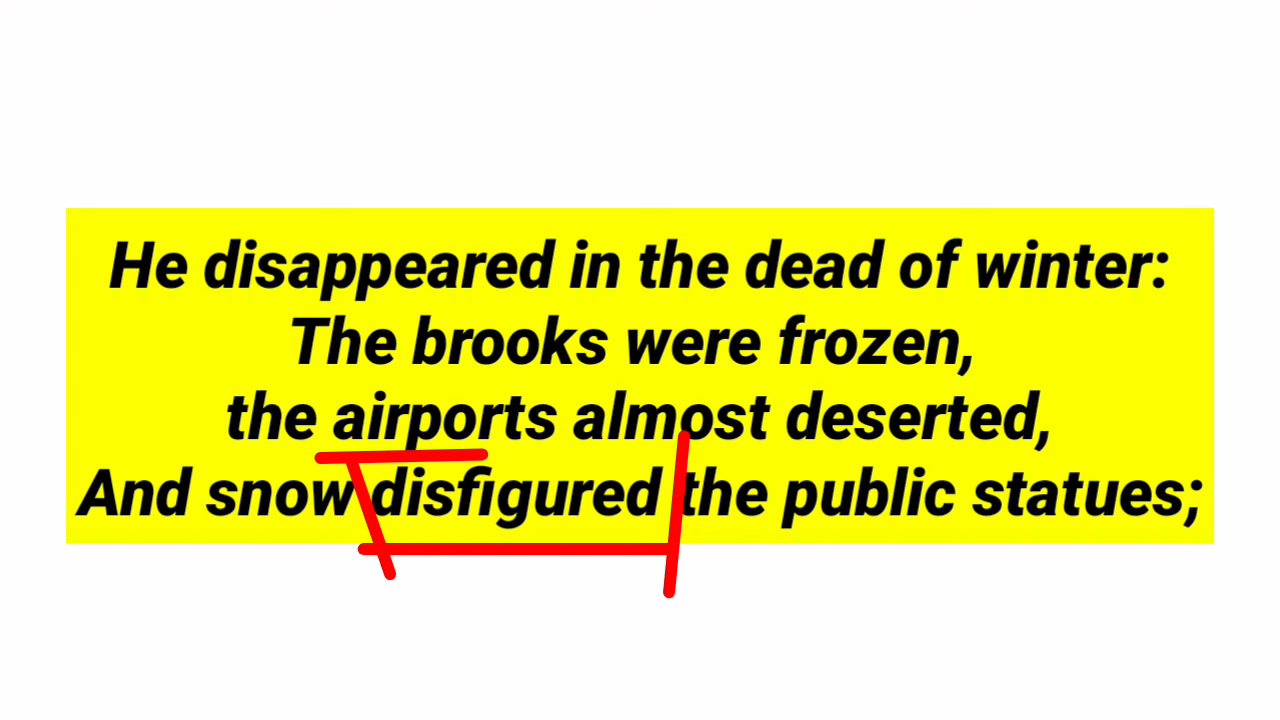 He disappeared in the dead of winter:
The brooks were frozen,
the airports almost deserted,
And snow disfigured the public statues;